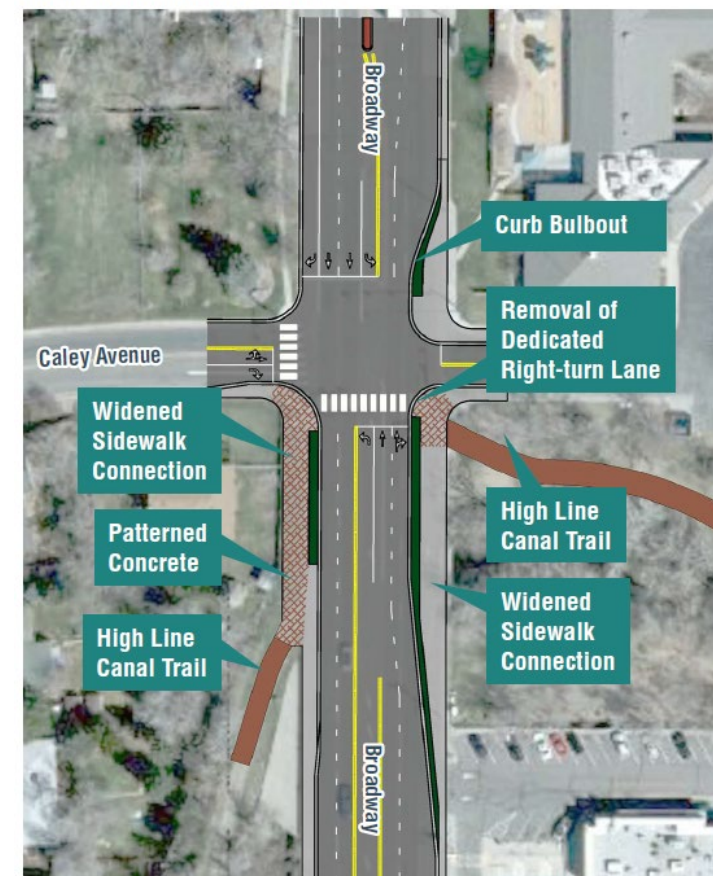 Broadway
Curb Bulbout
Removal of
Dedicated
Right-turn Lane
Caley Avenue
Widened
Sidewalk
Connection
Patterned
Concrete
High Line
Canal Trail
High Line
Canal Trail
Widened
Sidewalk
Connection
Broadway